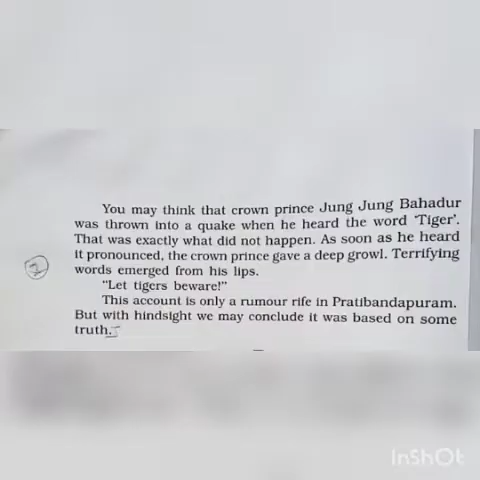 You may think that crown prince Jung Jung Bahadur
was thrown into a quake when he heard the word 'Tiger'.
That was exactly what did not happen. As soon as he heard
it pronounced, the crown prince gave a deep growl. Terrifying
words emerged from his lips.
"Let tigers beware!"
This account is only a rumour rife in Pratibandapuram.
But with hindsight we may conclude it was based on some
truth.
InShOt